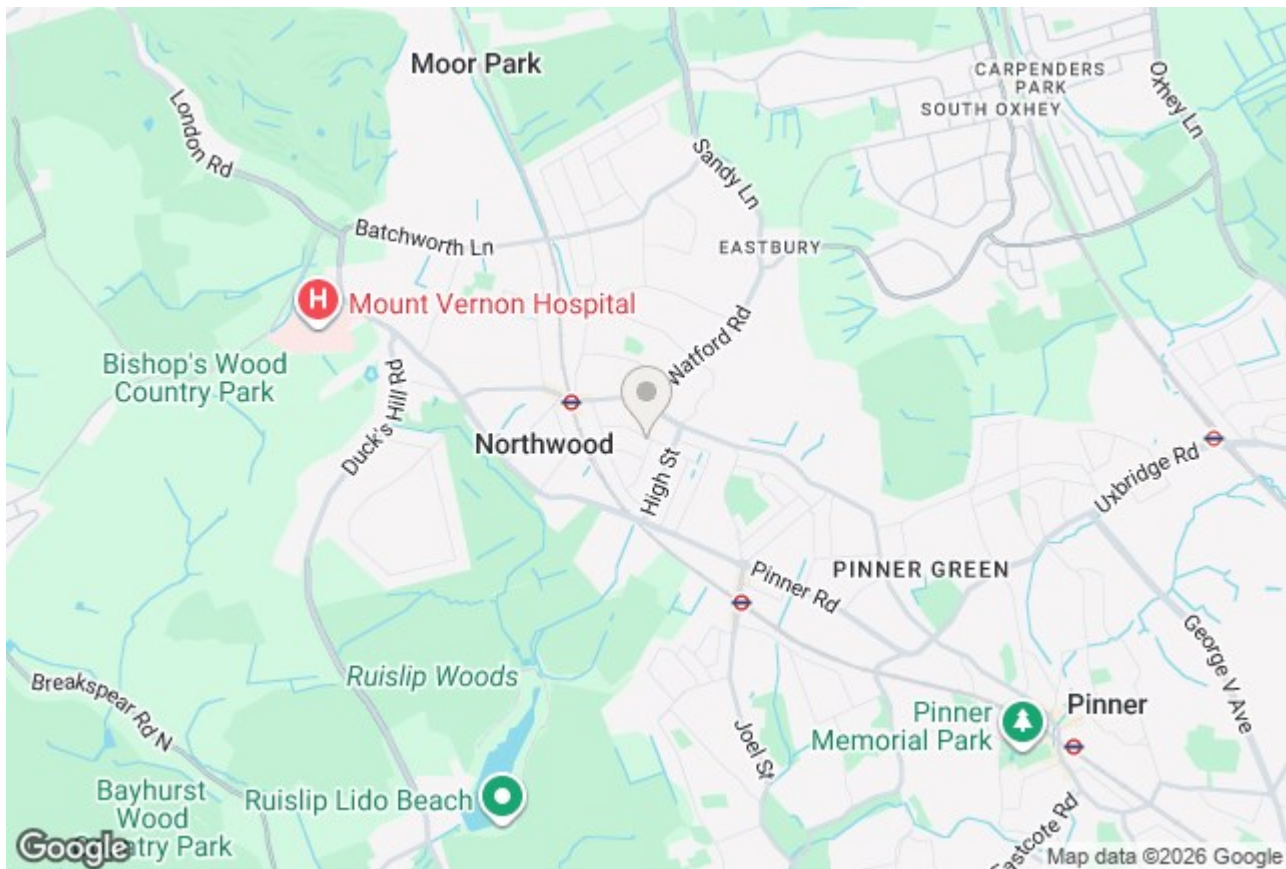 Moor Park
CARPENDERS
PARK
SOUTH OXHEY
Oxhey Ln
London Rd
Sandy Ln
Batchworth Ln
EASTBURY
H
Mount Vernon Hospital
Watford Rd
Bishop's Wood
Country Park
Duck's Hill Rd
Northwood
High St
Uxbridge Rd
Pinner Rd
PINNER GREEN
George V Ave
Ruislip Woods
Breakspear Rd N
Pinner
Pinner
Memorial Park
Joel St
Bayhurst
Wood
Country Park
Ruislip Lido Beach
Eastcote Rd
Google
Map data ©2026 Google